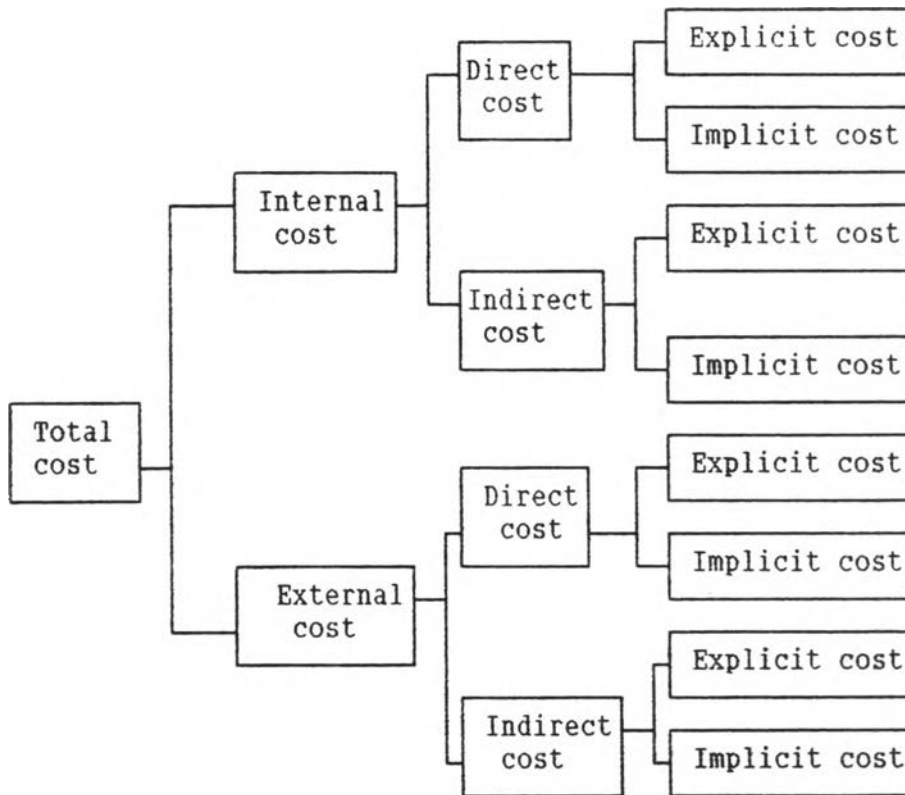 Explicit cost
Direct
cost
Implicit cost
Internal
cost
Explicit cost
Indirect
cost
Implicit cost
Total
cost
Explicit cost
Direct
cost
Implicit cost
External
cost
Explicit cost
Indirect
cost
Implicit cost